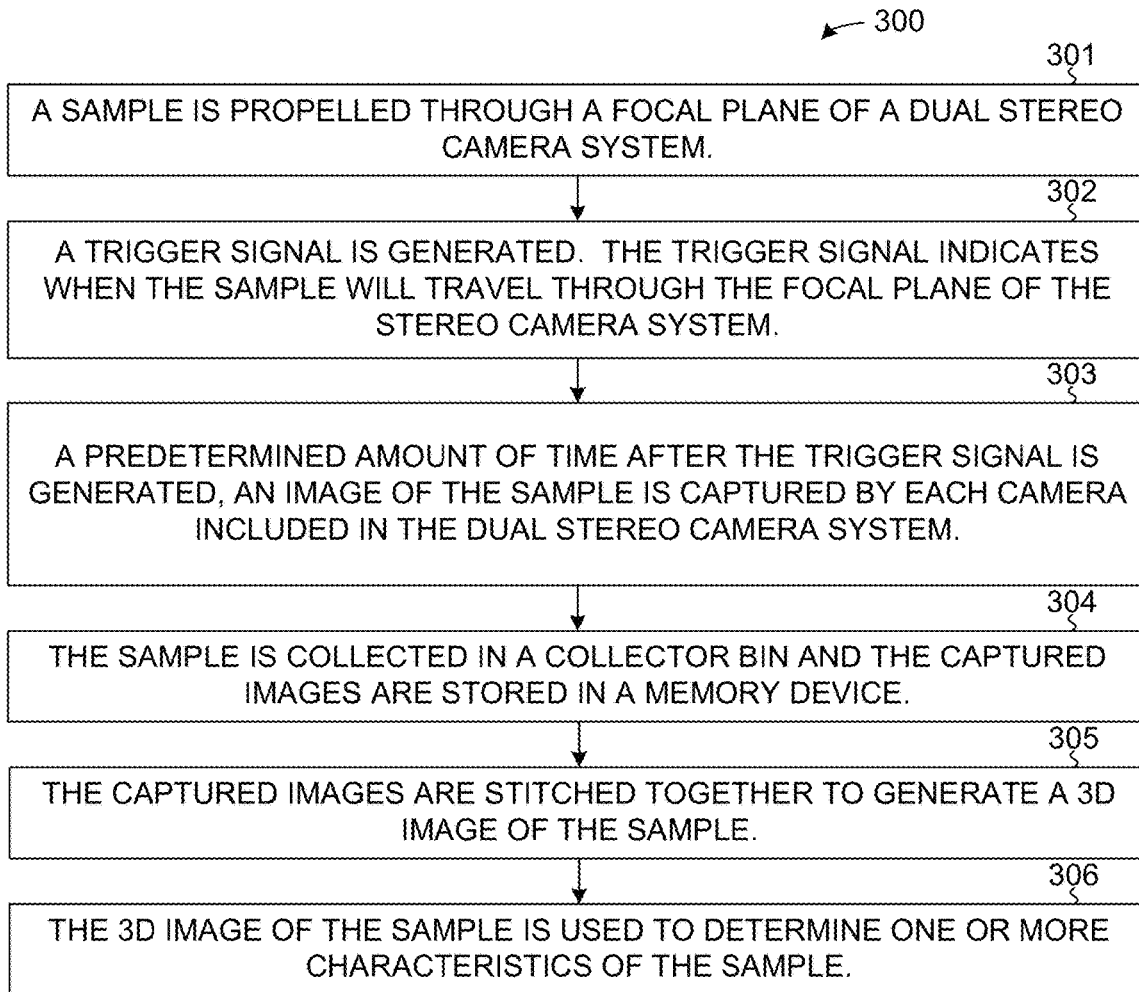 300
301
A SAMPLE IS PROPELLED THROUGH A FOCAL PLANE OF A DUAL STEREO
CAMERA SYSTEM.
302
A TRIGGER SIGNAL IS GENERATED. THE TRIGGER SIGNAL INDICATES
WHEN THE SAMPLE WILL TRAVEL THROUGH THE FOCAL PLANE OF THE
STEREO CAMERA SYSTEM.
303
A PREDETERMINED AMOUNT OF TIME AFTER THE TRIGGER SIGNAL IS
GENERATED, AN IMAGE OF THE SAMPLE IS CAPTURED BY EACH CAMERA
INCLUDED IN THE DUAL STEREO CAMERA SYSTEM.
304
THE SAMPLE IS COLLECTED IN A COLLECTOR BIN AND THE CAPTURED
IMAGES ARE STORED IN A MEMORY DEVICE.
305
THE CAPTURED IMAGES ARE STITCHED TOGETHER TO GENERATE A 3D
IMAGE OF THE SAMPLE.
306
THE 3D IMAGE OF THE SAMPLE IS USED TO DETERMINE ONE OR MORE
CHARACTERISTICS OF THE SAMPLE.